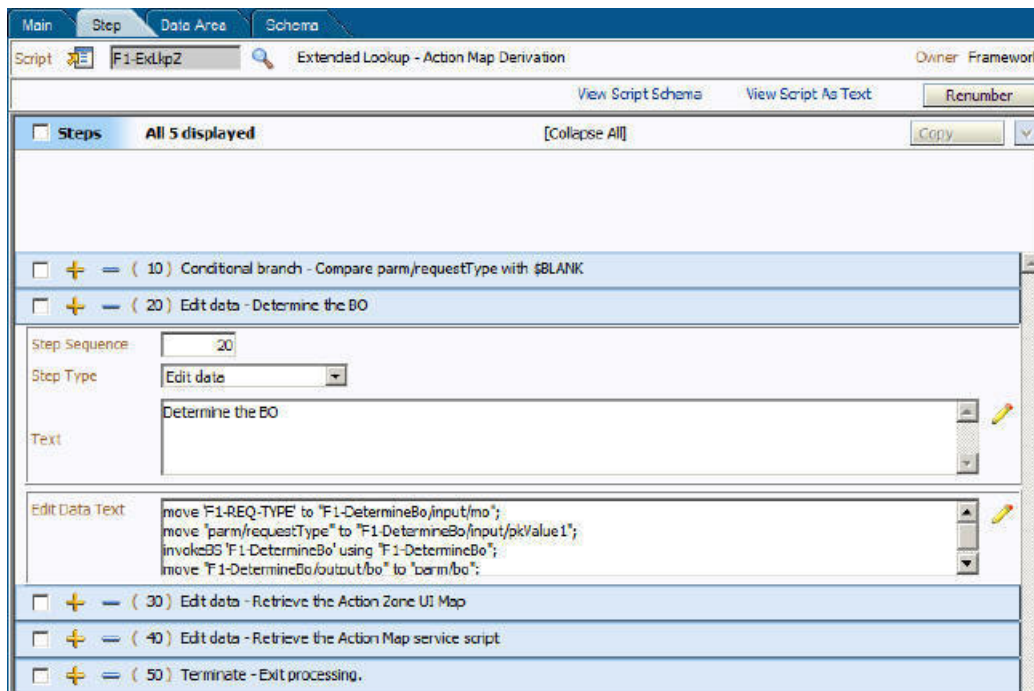 Main Step Data Area Schema
Script F1-ExtLkpZ Extended Lookup - Action Map Derivation Owner Framework
View Script Schema View Script As Text Renumber
Steps All 5 displayed [Collapse All] Copy
( 10 ) Conditional branch - Compare parm/requestType with $BLANK
( 20 ) Edit data - Determine the BO
Step Sequence 20
Step Type Edit data
Determine the BO
Text
Edit Data Text move 'F1-REQ-TYPE' to "F1-DetermineBo/input/mo";
move "parm/requestType" to "F1-DetermineBo/input/pkValue1";
invokeBS 'F1-DetermineBo' using "F1-DetermineBo";
move "F1-DetermineBo/output/bo" to "parm/bo";
( 30 ) Edit data - Retrieve the Action Zone UI Map
( 40 ) Edit data - Retrieve the Action Map service script
( 50 ) Terminate - Exit processing.